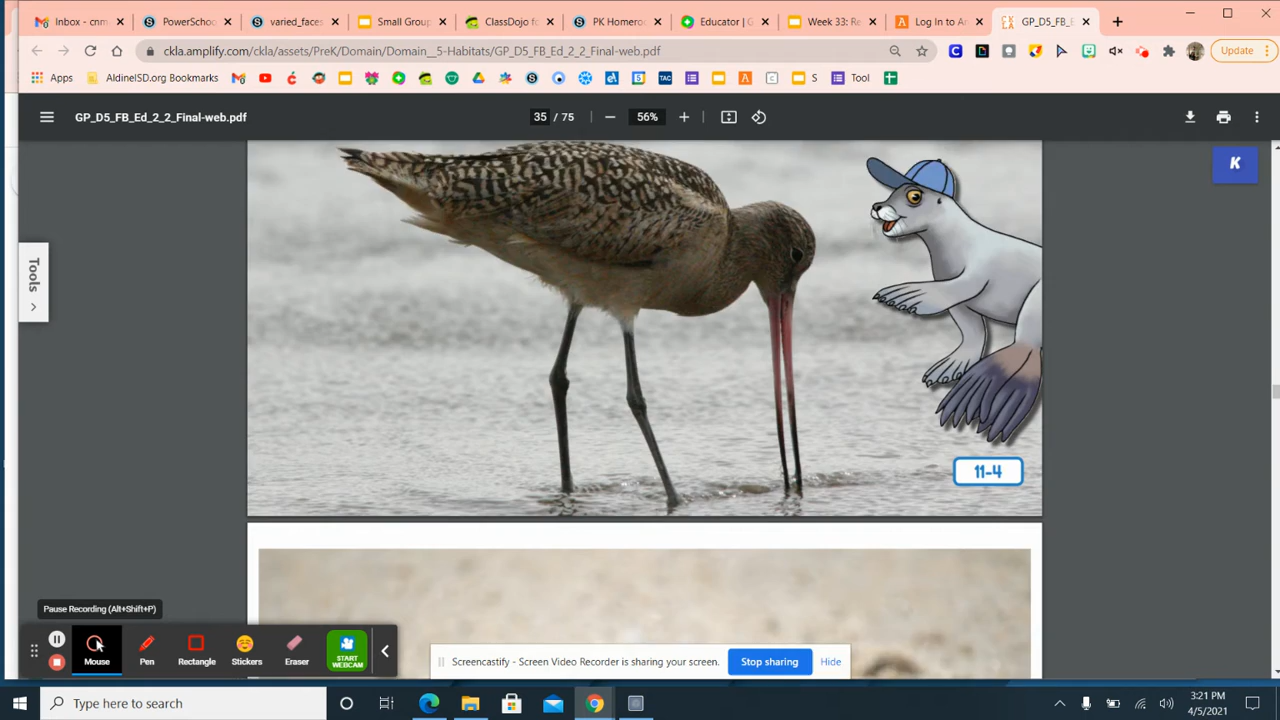 Inbox - cnm
PowerSchoo
varied_faces
Small Group
ClassDojo fo
PK Homeroo
Educator | G
Week 33: Re
Log In to Am
GP_D5_FB_E
ckla.amplify.com/ckla/assets/PreK/Domain/Domain__5-Habitats/GP_D5_FB_Ed_2_2_Final-web.pdf
Update
Apps
AldineISD.org Bookmarks
S
Tool
GP_D5_FB_Ed_2_2_Final-web.pdf
35 / 75
56%
K
Tools
11-4
Pause Recording (Alt+Shift+P)
Mouse
Pen
Rectangle
Stickers
Eraser
START
WEBCAM
Screencastify - Screen Video Recorder is sharing your screen.
Stop sharing
Hide
Type here to search
3:21 PM
4/5/2021